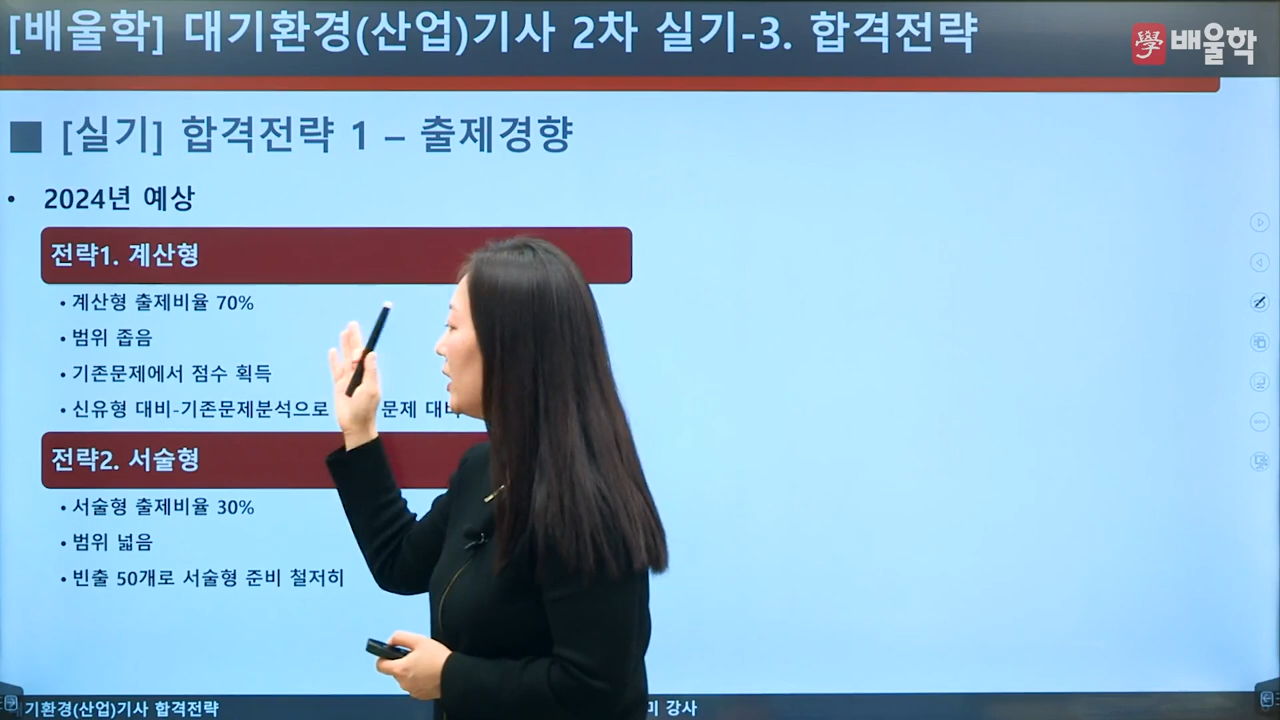 [배울학] 대기환경(산업)기사 2차 실기-3. 합격전략
學 배울학
■ [실기] 합격전략 1 – 출제경향
• 2024년 예상
전략1. 계산형
• 계산형 출제비율 70%
• 범위 좁음
• 기존문제에서 점수 획득
• 신유형 대비-기존문제분석으로 문제 대비
전략2. 서술형
• 서술형 출제비율 30%
• 범위 넓음
• 빈출 50개로 서술형 준비 철저히
기환경(산업)기사 합격전략
미 강사